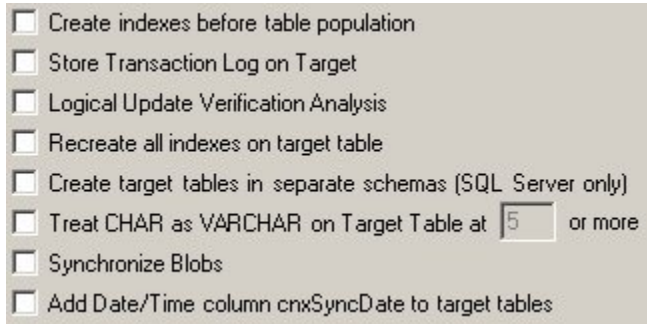 Create indexes before table population
Store Transaction Log on Target
Logical Update Verification Analysis
Recreate all indexes on target table
Create target tables in separate schemas (SQL Server only)
Treat CHAR as VARCHAR on Target Table at 5 or more
Synchronize Blobs
Add Date/Time column cnxSyncDate to target tables